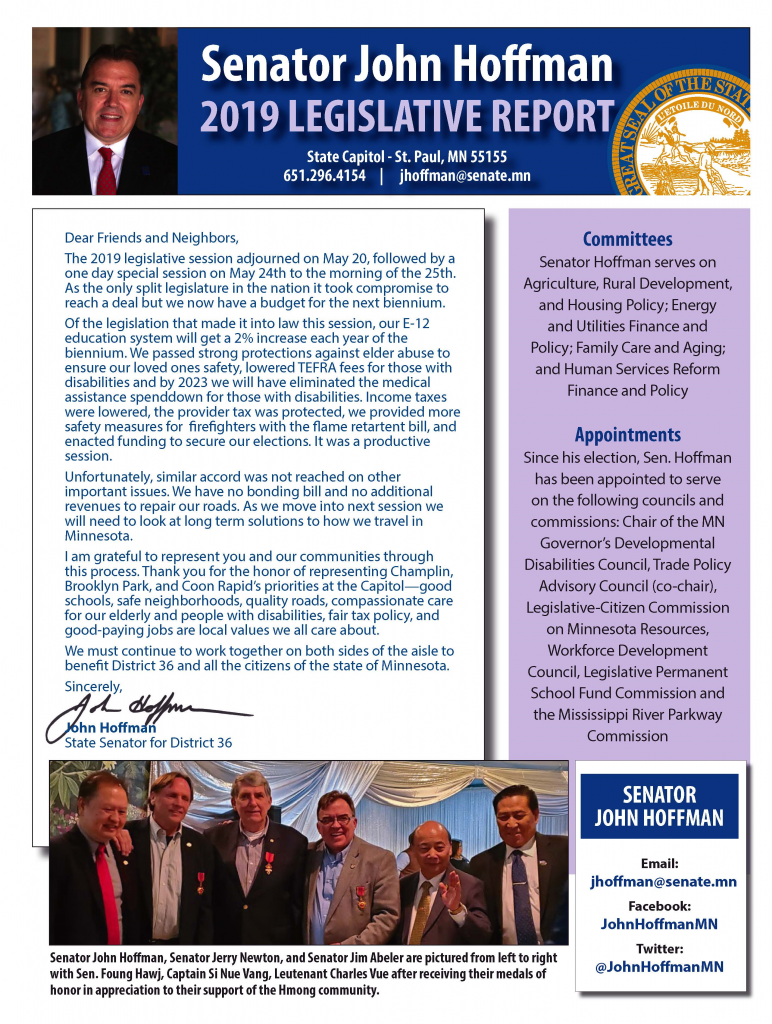 Senator John Hoffman
2019 LEGISLATIVE REPORT
State Capitol - St. Paul, MN 55155
651.296.4154 | jhoffman@senate.mn
GREAT SEAL OF THE STATE
L'ETOILE DU NORD
Dear Friends and Neighbors,
The 2019 legislative session adjourned on May 20, followed by a
one day special session on May 24th to the morning of the 25th.
As the only split legislature in the nation it took compromise to
reach a deal but we now have a budget for the next biennium.
Of the legislation that made it into law this session, our E-12
education system will get a 2% increase each year of the
biennium. We passed strong protections against elder abuse to
ensure our loved ones safety, lowered TEFRA fees for those with
disabilities and by 2023 we will have eliminated the medical
assistance spenddown for those with disabilities. Income taxes
were lowered, the provider tax was protected, we provided more
safety measures for firefighters with the flame retartent bill, and
enacted funding to secure our elections. It was a productive
session.
Unfortunately, similar accord was not reached on other
important issues. We have no bonding bill and no additional
revenues to repair our roads. As we move into next session we
will need to look at long term solutions to how we travel in
Minnesota.
I am grateful to represent you and our communities through
this process. Thank you for the honor of representing Champlin,
Brooklyn Park, and Coon Rapid's priorities at the Capitol—good
schools, safe neighborhoods, quality roads, compassionate care
for our elderly and people with disabilities, fair tax policy, and
good-paying jobs are local values we all care about.
We must continue to work together on both sides of the aisle to
benefit District 36 and all the citizens of the state of Minnesota.
Sincerely,
John Hoffman
John Hoffman
State Senator for District 36
Committees
Senator Hoffman serves on
Agriculture, Rural Development,
and Housing Policy; Energy
and Utilities Finance and
Policy; Family Care and Aging;
and Human Services Reform
Finance and Policy
Appointments
Since his election, Sen. Hoffman
has been appointed to serve
on the following councils and
commissions: Chair of the MN
Governor's Developmental
Disabilities Council, Trade Policy
Advisory Council (co-chair),
Legislative-Citizen Commission
on Minnesota Resources,
Workforce Development
Council, Legislative Permanent
School Fund Commission and
the Mississippi River Parkway
Commission
Senator John Hoffman, Senator Jerry Newton, and Senator Jim Abeler are pictured from left to right
with Sen. Foung Hawj, Captain Si Nue Vang, Leutenant Charles Vue after receiving their medals of
honor in appreciation to their support of the Hmong community.
SENATOR
JOHN HOFFMAN
Email:
jhoffman@senate.mn
Facebook:
JohnHoffmanMN
Twitter:
@JohnHoffmanMN